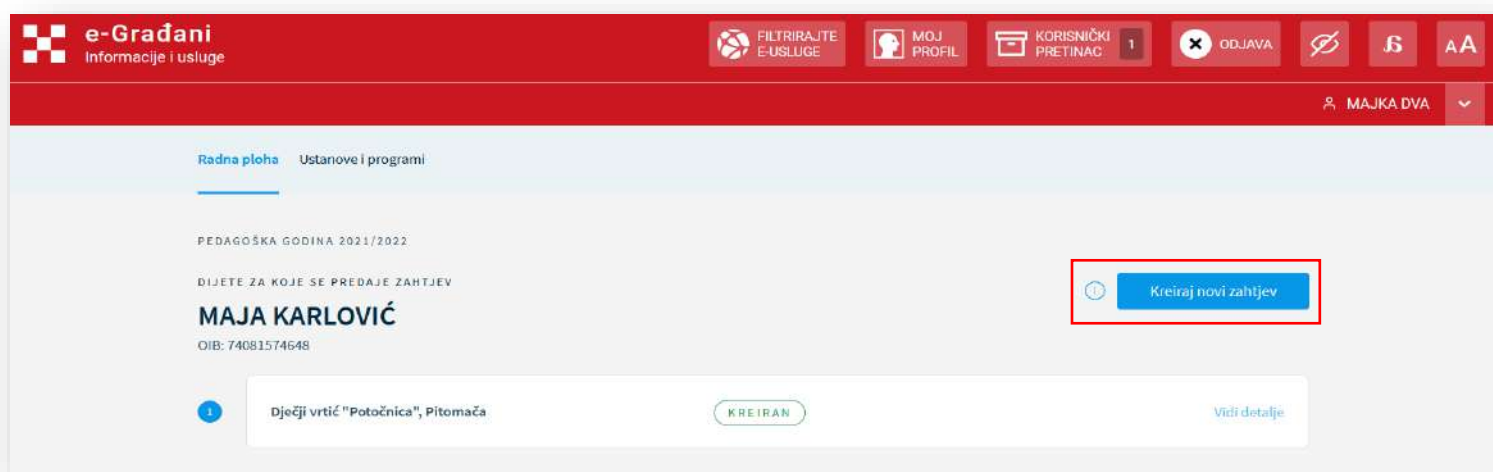 e-Građani
Informacije i usluge
FILTRIRAJTE
E-USLUGE
MOJ
PROFIL
KORISNIČKI
PRETINAC
1
ODJAVA
AA
MAJKA DVA
Radna ploha
Ustanove i programi
PEDAGOŠKA GODINA 2021/2022
DIJETE ZA KOJE SE PREDAJE ZAHTJEV
MAJA KARLOVIĆ
OIB: 74081574648
Kreiraj novi zahtjev
1
Dječji vrtić "Potočnica", Pitomača
KREIRAN
Vidi detalje